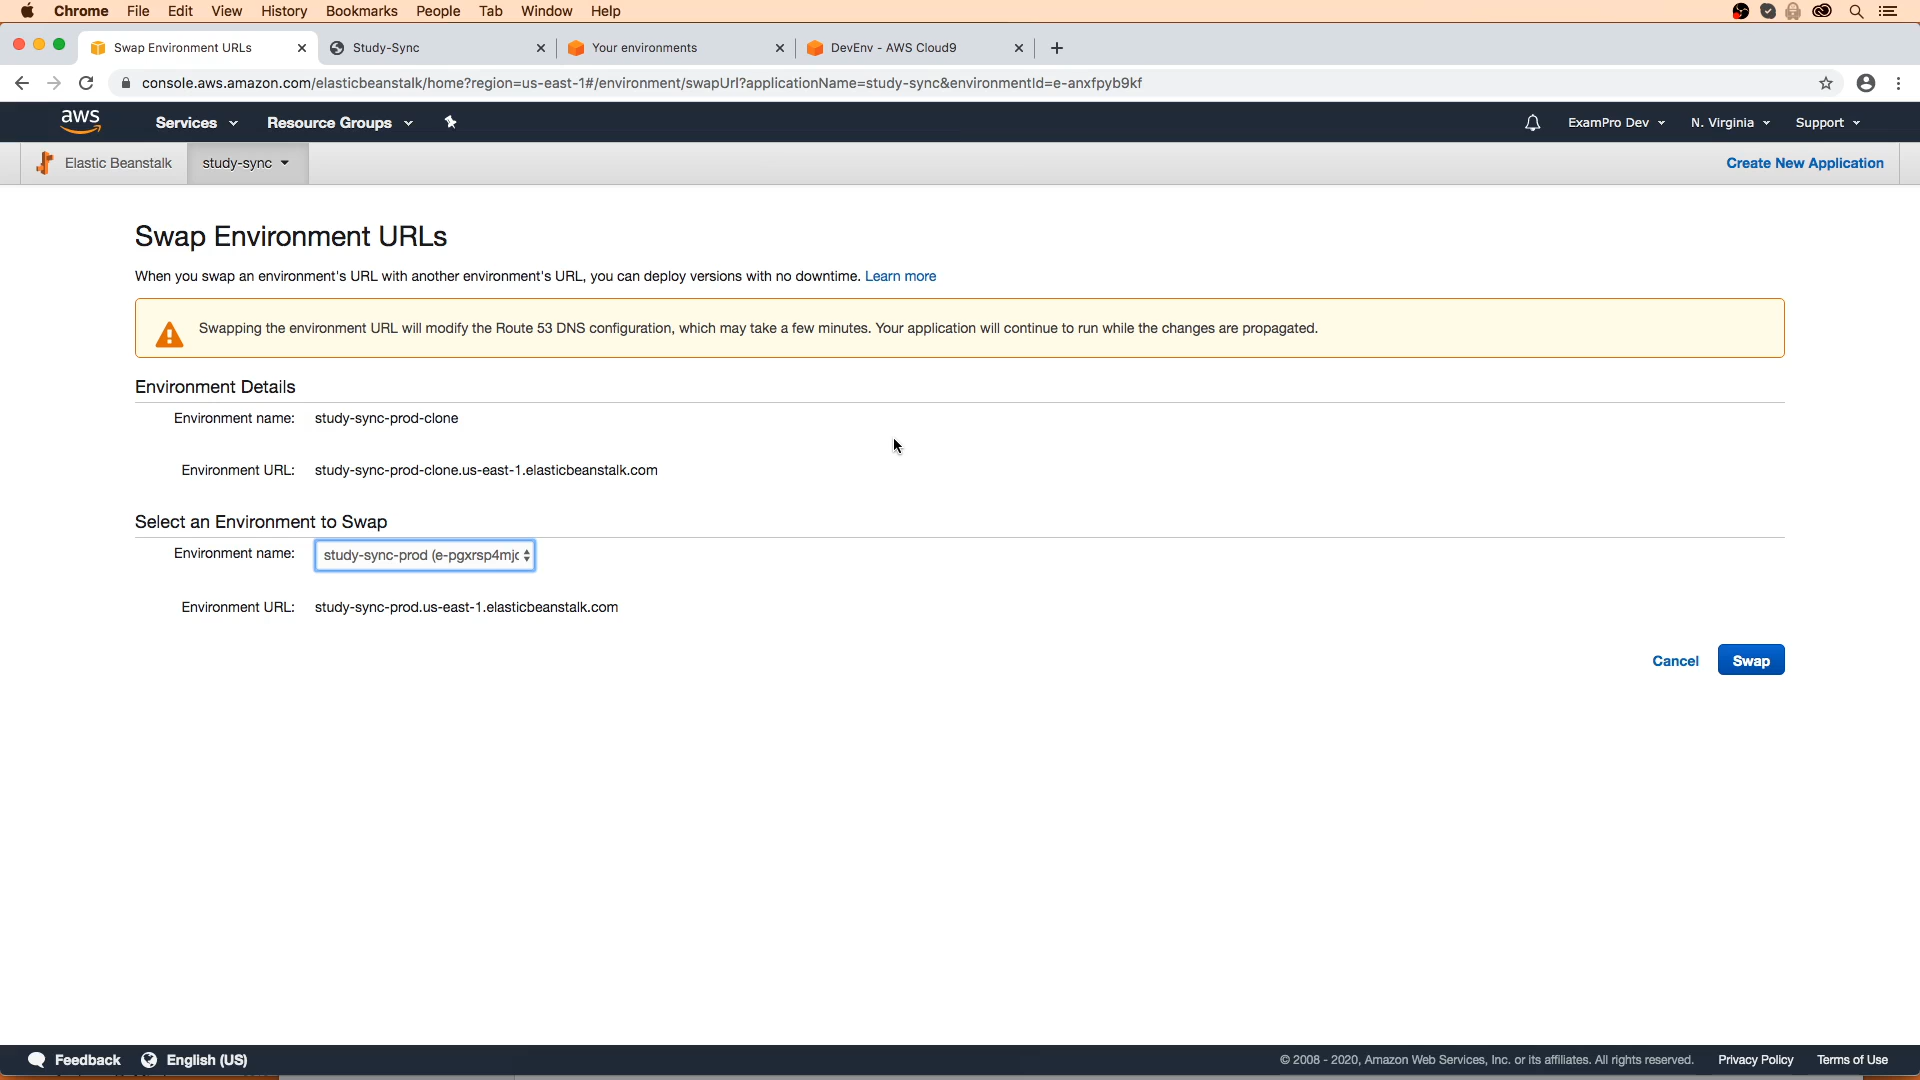 Chrome File Edit View History Bookmarks People Tab Window Help
Swap Environment URLs Study-Sync Your environments DevEnv - AWS Cloud9
console.aws.amazon.com/elasticbeanstalk/home?region=us-east-1#/environment/swapUrl?applicationName=study-sync&environmentId=e-anxfpyb9kf
aws Services Resource Groups ExamPro Dev N. Virginia Support
Elastic Beanstalk study-sync Create New Application
Swap Environment URLs
When you swap an environment's URL with another environment's URL, you can deploy versions with no downtime. Learn more
Swapping the environment URL will modify the Route 53 DNS configuration, which may take a few minutes. Your application will continue to run while the changes are propagated.
Environment Details
Environment name: study-sync-prod-clone
Environment URL: study-sync-prod-clone.us-east-1.elasticbeanstalk.com
Select an Environment to Swap
Environment name: study-sync-prod (e-pgxrsp4mjc
Environment URL: study-sync-prod.us-east-1.elasticbeanstalk.com
Cancel Swap
Feedback English (US) © 2008 - 2020, Amazon Web Services, Inc. or its affiliates. All rights reserved. Privacy Policy Terms of Use